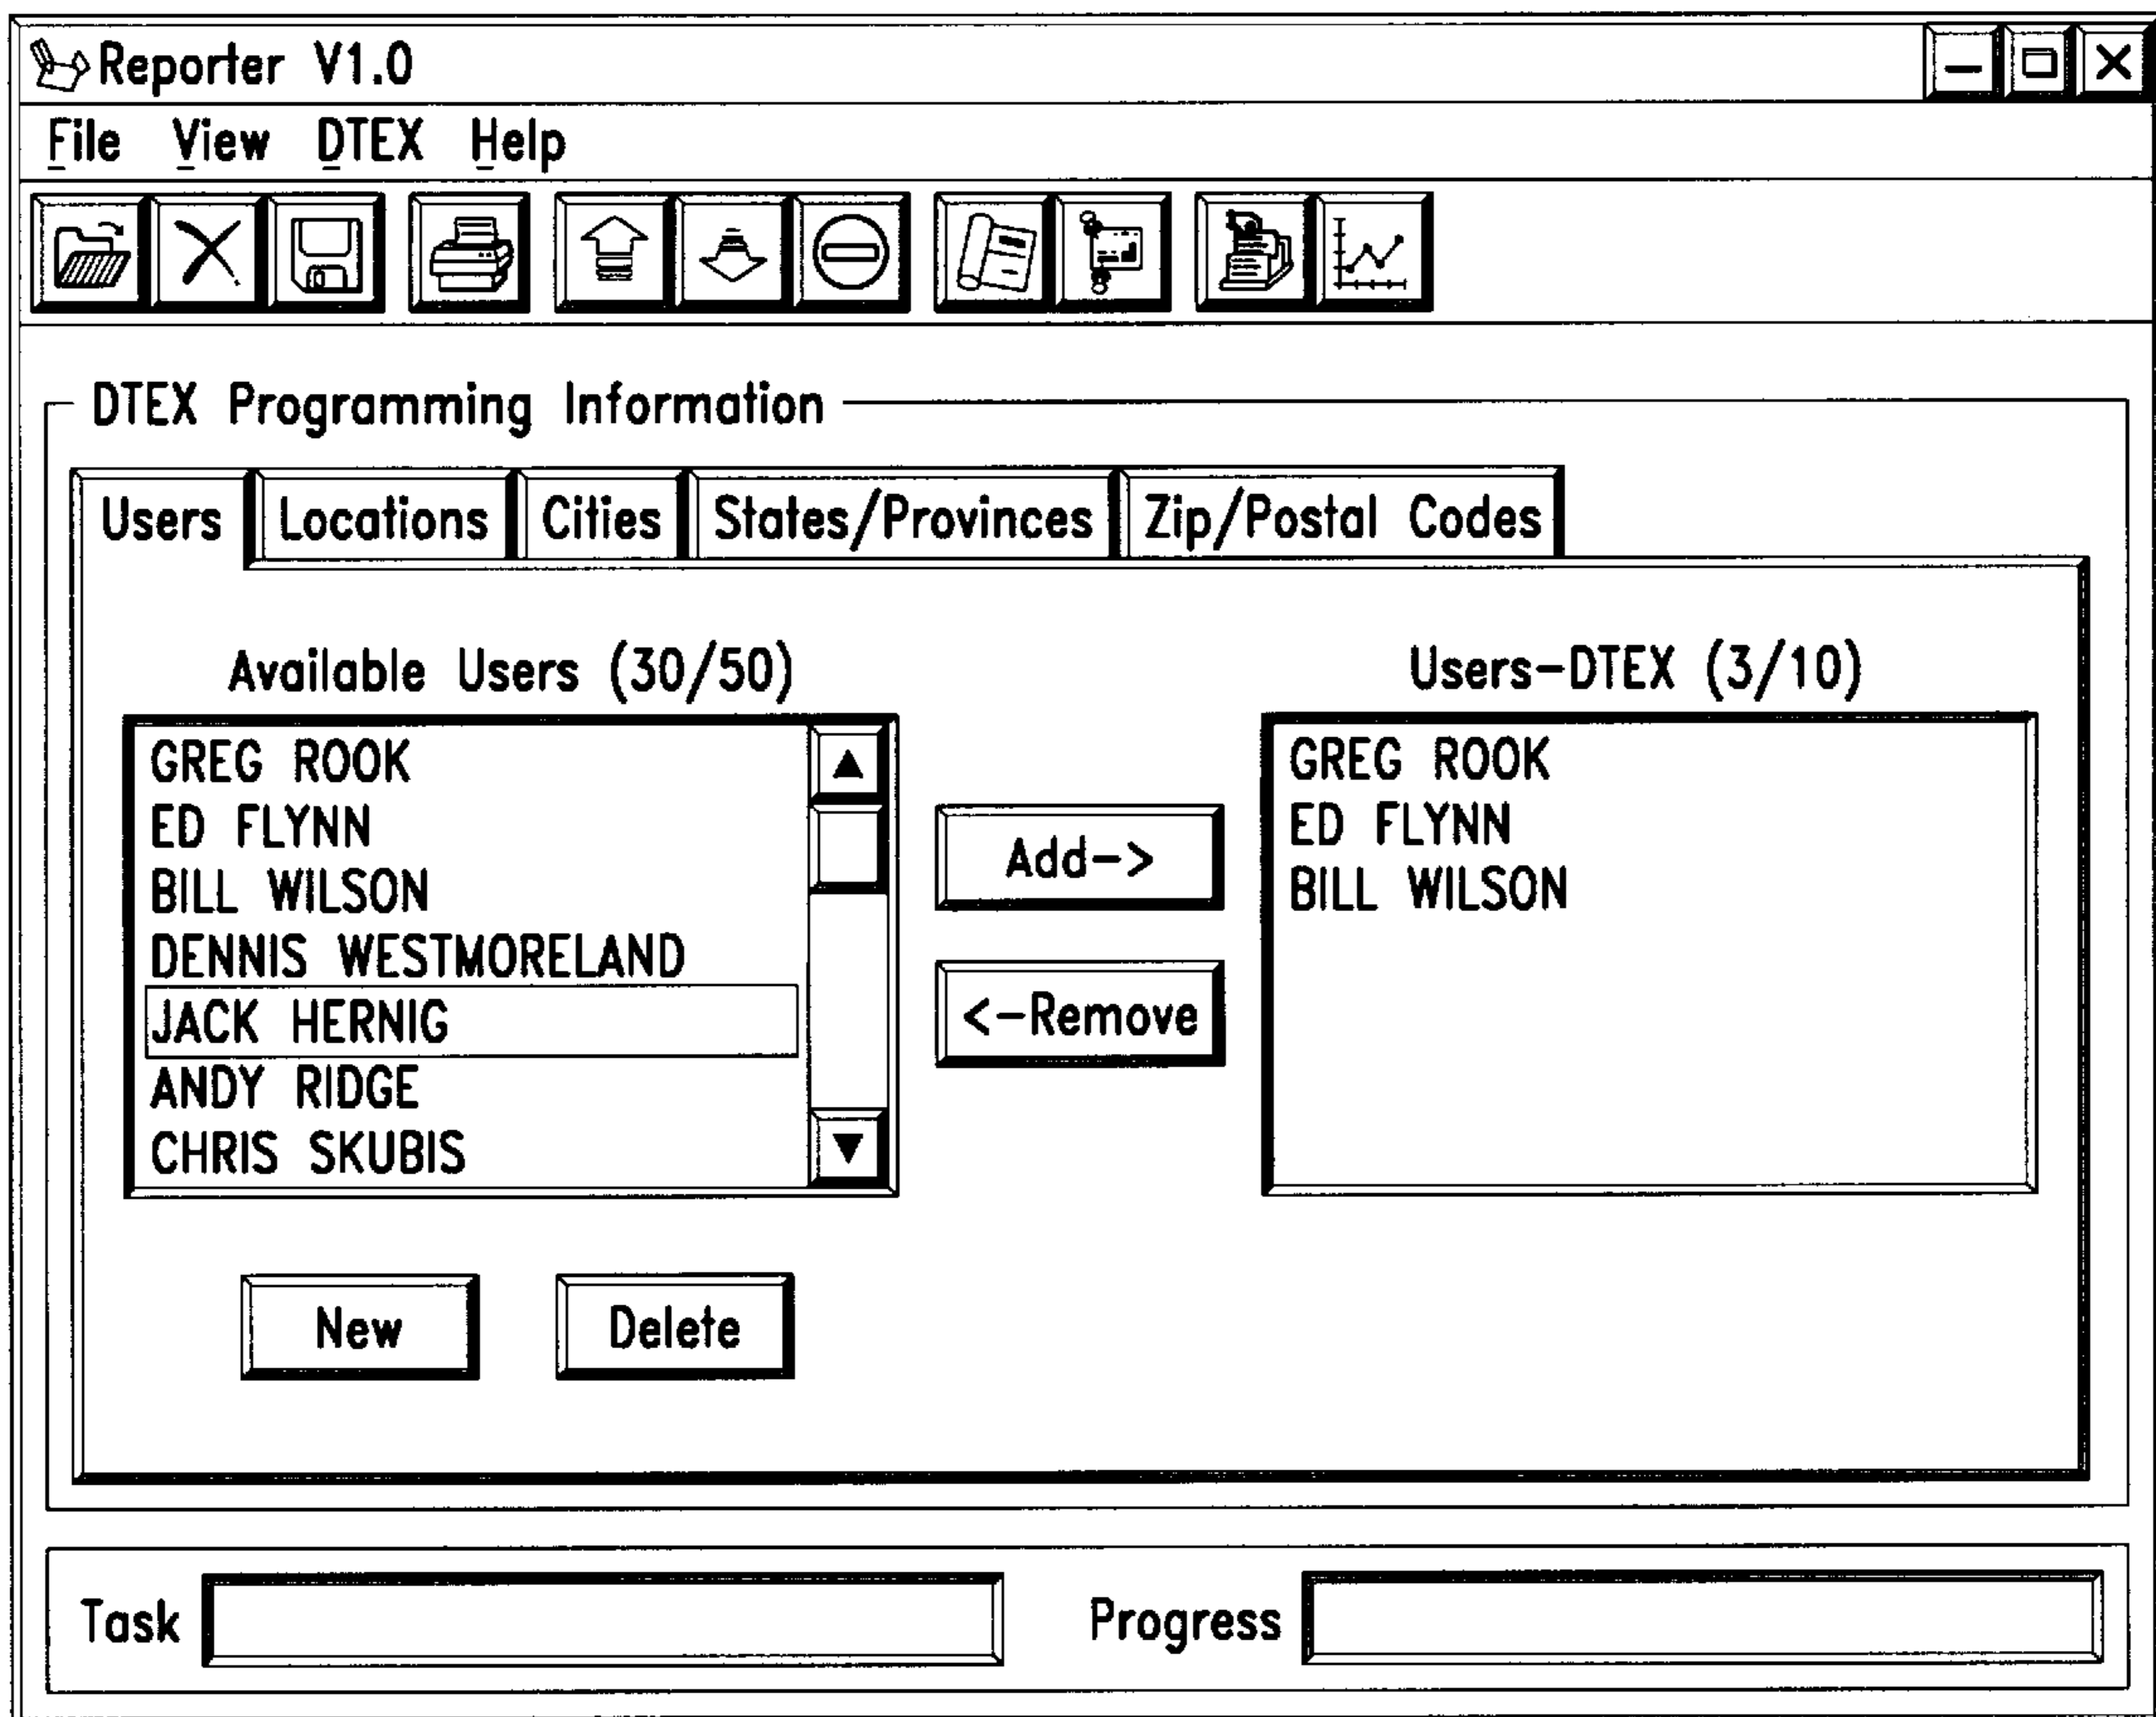 Reporter V1.0
File View DTEX Help
DTEX Programming Information
Users Locations Cities States/Provinces Zip/Postal Codes
Available Users (30/50)
GREG ROOK
ED FLYNN
BILL WILSON
DENNIS WESTMORELAND
JACK HERNIG
ANDY RIDGE
CHRIS SKUBIS
Add->
<-Remove
Users-DTEX (3/10)
GREG ROOK
ED FLYNN
BILL WILSON
New Delete
Task Progress